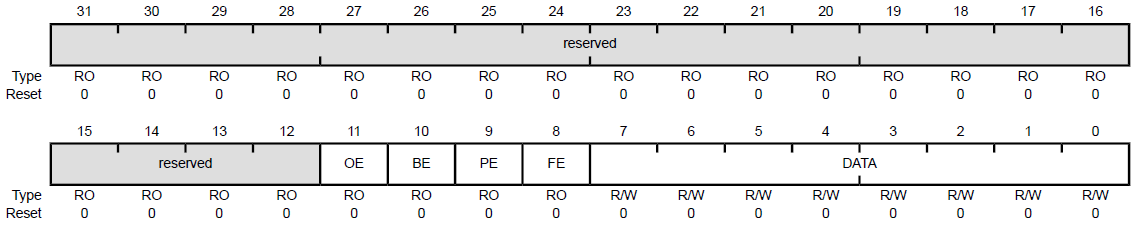 31 30 29 28 27 26 25 24 23 22 21 20 19 18 17 16
reserved
Type RO RO RO RO RO RO RO RO RO RO RO RO RO RO RO RO
Reset 0 0 0 0 0 0 0 0 0 0 0 0 0 0 0 0
15 14 13 12 11 10 9 8 7 6 5 4 3 2 1 0
reserved OE BE PE FE DATA
Type RO RO RO RO RO RO RO RO R/W R/W R/W R/W R/W R/W R/W R/W
Reset 0 0 0 0 0 0 0 0 0 0 0 0 0 0 0 0